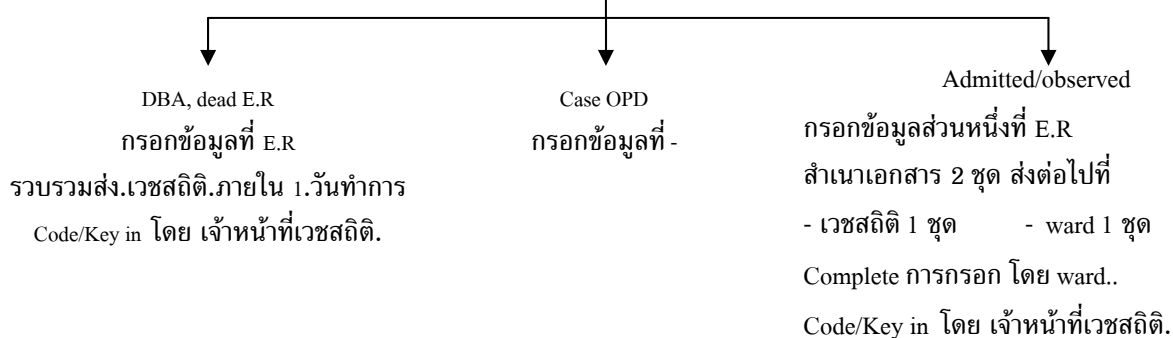 DBA, dead E.R
กรอกข้อมูลที่ E.R
รวบรวมส่ง.เวชสถิติ.ภายใน 1.วันทำการ
Code/Key in โดย เจ้าหน้าที่เวชสถิติ.
Case OPD
กรอกข้อมูลที่ -
Admitted/observed
กรอกข้อมูลส่วนหนึ่งที่ E.R
สำเนาเอกสาร 2 ชุด ส่งต่อไปที่
- เวชสถิติ 1 ชุด - ward 1 ชุด
Complete การกรอก โดย ward..
Code/Key in โดย เจ้าหน้าที่เวชสถิติ.